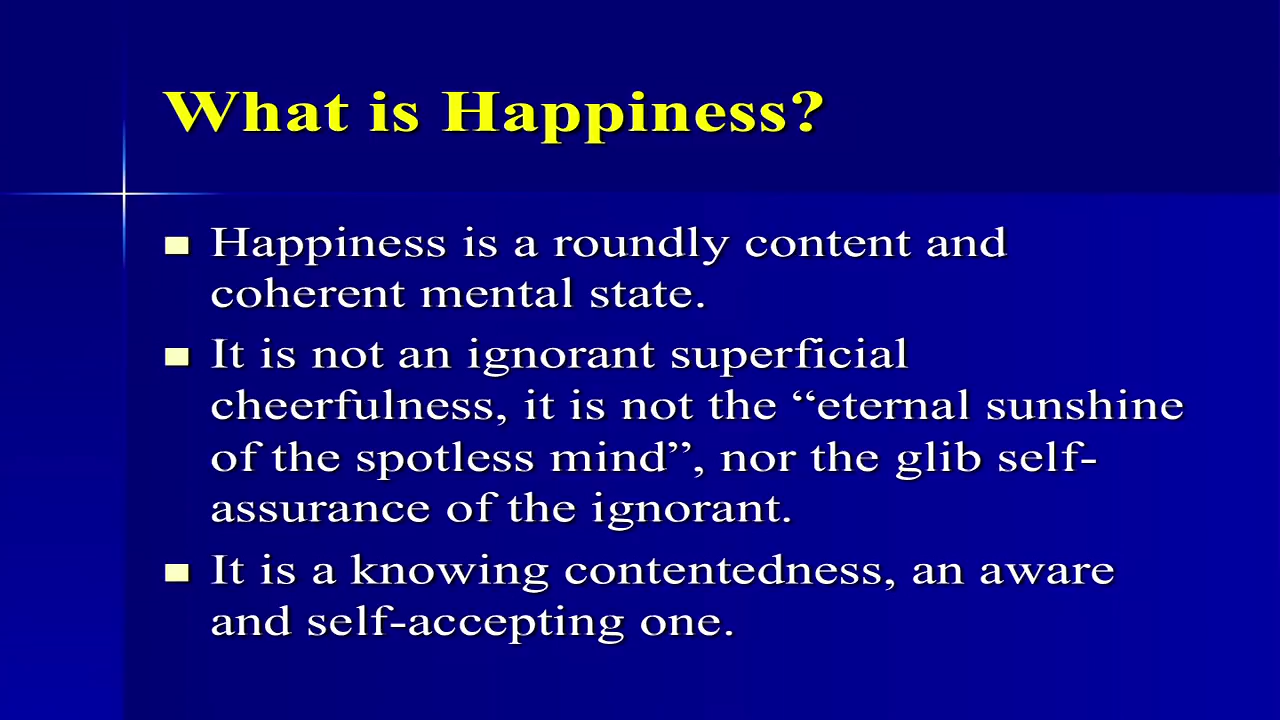 What is Happiness?
Happiness is a roundly content and
coherent mental state.
It is not an ignorant superficial
cheerfulness, it is not the “eternal sunshine
of the spotless mind”, nor the glib self-
assurance of the ignorant.
It is a knowing contentedness, an aware
and self-accepting one.